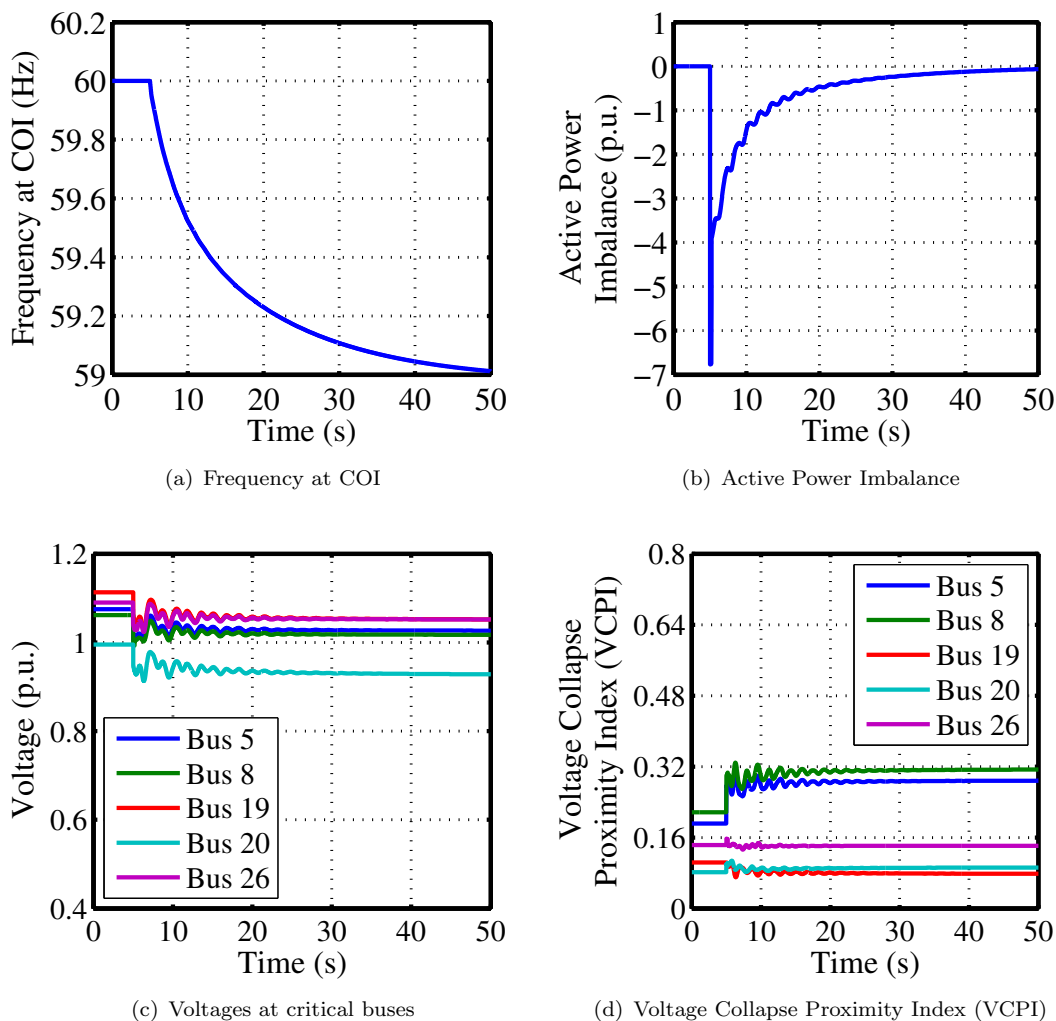 60.2
60
59.8
59.6
59.4
59.2
59
Frequency at COI (Hz)
0 10 20 30 40 50
Time (s)
(a) Frequency at COI
1
0
−1
−2
−3
−4
−5
−6
−7
Active Power
Imbalance (p.u.)
0 10 20 30 40 50
Time (s)
(b) Active Power Imbalance
1.2
1
0.8
0.6
0.4
Voltage (p.u.)
Bus 5
Bus 8
Bus 19
Bus 20
Bus 26
0 10 20 30 40 50
Time (s)
(c) Voltages at critical buses
0.8
0.64
0.48
0.32
0.16
0
Voltage Collapse
Proximity Index (VCPI)
Bus 5
Bus 8
Bus 19
Bus 20
Bus 26
0 10 20 30 40 50
Time (s)
(d) Voltage Collapse Proximity Index (VCPI)